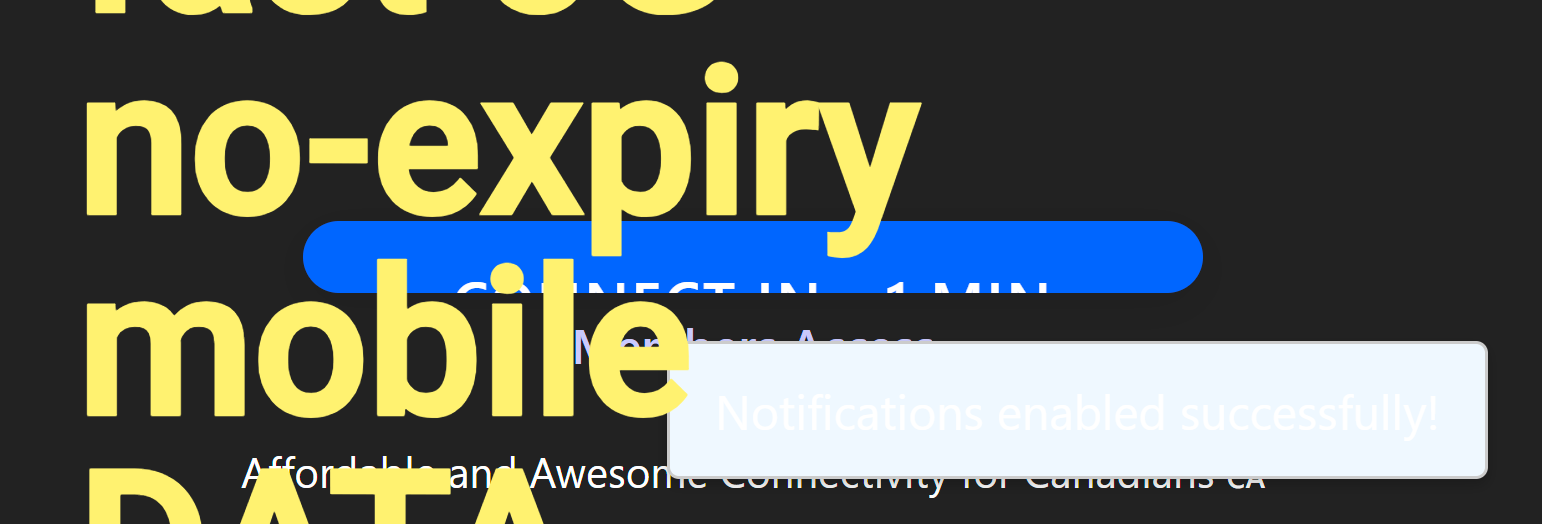 no-expiry
mobile
CONNECT IN 1 MIN
Members Access
Notifications enabled successfully!
Affordable and Awesome Connectivity for Canadians CA
DATA